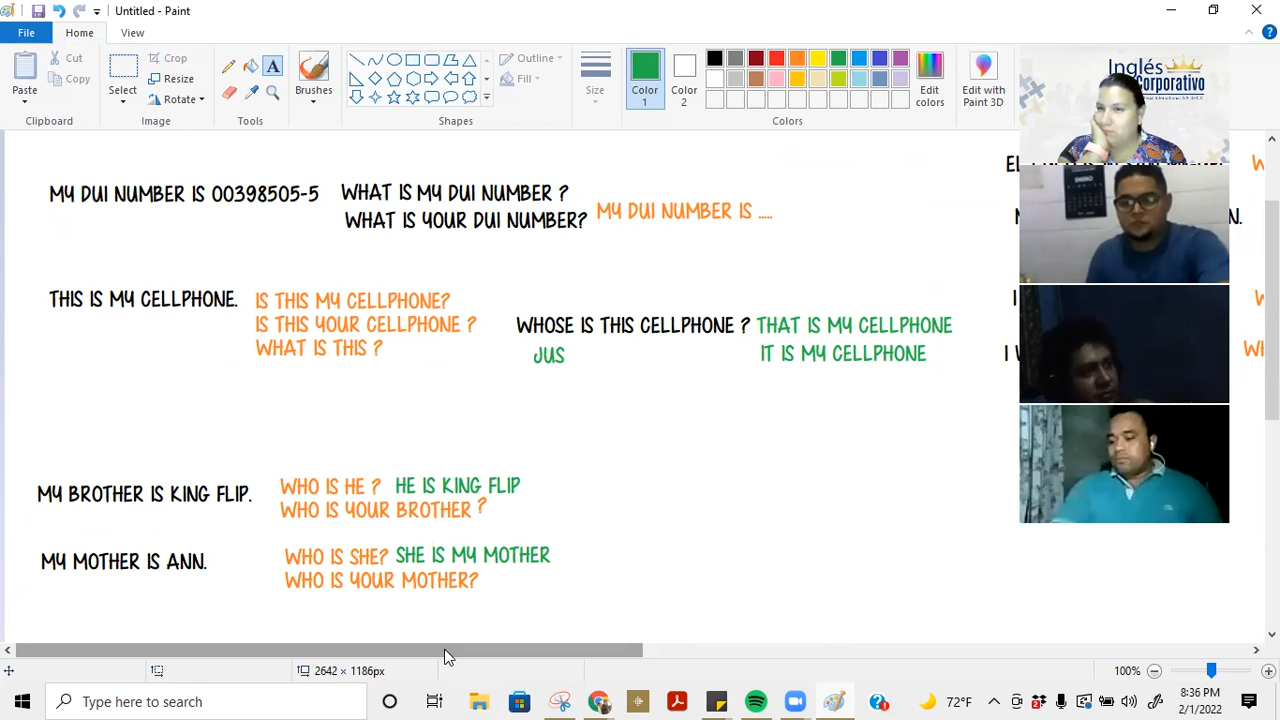 Untitled - Paint
File
Home
View
Paste
Cut
Copy
Clipboard
Select
Crop
Resize
Rotate
Image
Tools
Brushes
Shapes
Outline
Fill
Size
Color 1
Color 2
Edit colors
Colors
Edit with Paint 3D
Inglés
Corporativo
MY DUI NUMBER IS 00398505-5
WHAT IS MY DUI NUMBER ?
WHAT IS YOUR DUI NUMBER?
MY DUI NUMBER IS .....
THIS IS MY CELLPHONE.
IS THIS MY CELLPHONE?
IS THIS YOUR CELLPHONE ?
WHAT IS THIS ?
WHOSE IS THIS CELLPHONE ?
THAT IS MY CELLPHONE
JUS
IT IS MY CELLPHONE
MY BROTHER IS KING FLIP.
WHO IS HE ?
HE IS KING FLIP
WHO IS YOUR BROTHER ?
MY MOTHER IS ANN.
WHO IS SHE?
SHE IS MY MOTHER
WHO IS YOUR MOTHER?
ENERO
2642 × 1186px
100%
Type here to search
72°F
8:36 PM
2/1/2022